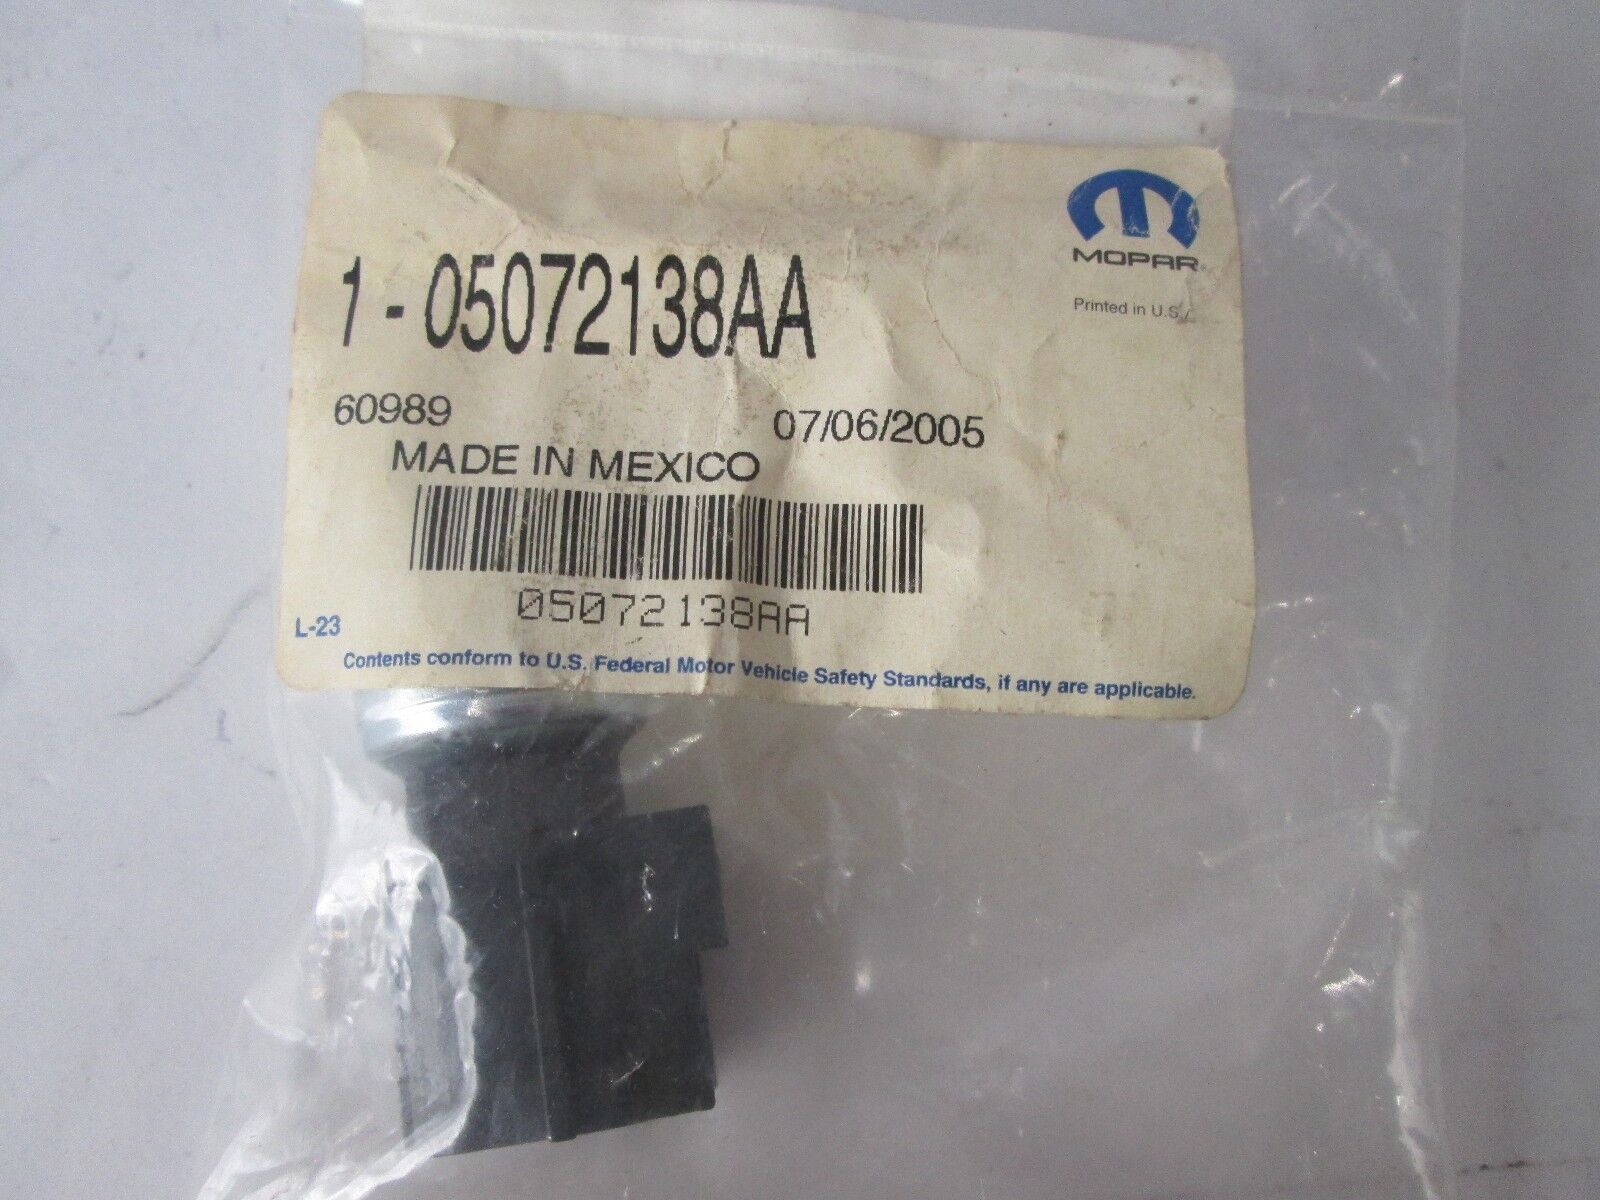 MOPAR
Printed in U.S.
1 - 05072138AA
60989
07/06/2005
MADE IN MEXICO
05072138AA
L-23
Contents conform to U.S. Federal Motor Vehicle Safety Standards, if any are applicable.